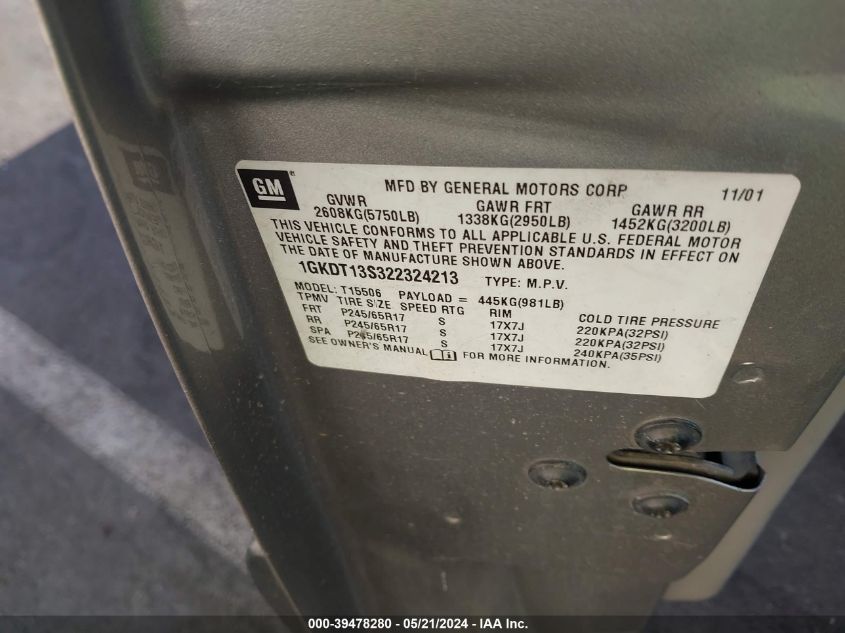 GM MFD BY GENERAL MOTORS CORP 11/01
GVWR GAWR FRT GAWR RR
2608KG(5750LB) 1338KG(2950LB) 1452KG(3200LB)
THIS VEHICLE CONFORMS TO ALL APPLICABLE U.S. FEDERAL MOTOR
VEHICLE SAFETY AND THEFT PREVENTION STANDARDS IN EFFECT ON
THE DATE OF MANUFACTURE SHOWN ABOVE.
1GKDT13S322324213 TYPE: M.P.V.
MODEL: T15506 PAYLOAD = 445KG(981LB)
TPMV TIRE SIZE SPEED RTG RIM COLD TIRE PRESSURE
FRT P245/65R17 S 17X7J 220KPA(32PSI)
RR P245/65R17 S 17X7J 220KPA(32PSI)
SPA P245/65R17 S 17X7J 240KPA(35PSI)
SEE OWNER'S MANUAL FOR MORE INFORMATION.
000-39478280 - 05/21/2024 - IAA Inc.